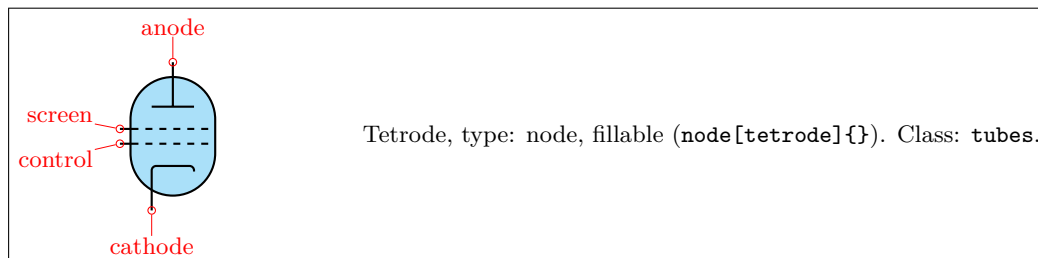 anode
screen
control
cathode
Tetrode, type: node, fillable (node[tetrode]{}). Class: tubes.